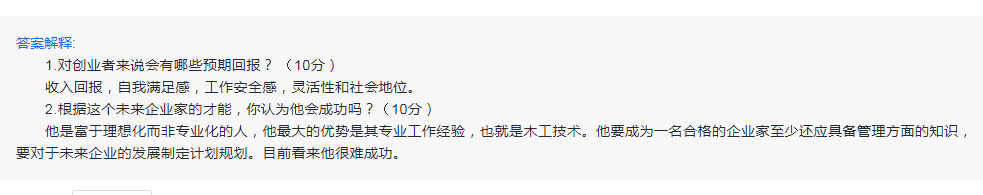 答案解释:
1.对创业者来说会有哪些预期回报？（10分）
收入回报，自我满足感，工作安全感，灵活性和社会地位。
2.根据这个未来企业家的才能，你认为他会成功吗？（10分）
他是富于理想化而非专业化的人，他最大的优势是其专业工作经验，也就是木工技术。他要成为一名合格的企业家至少还应具备管理方面的知识，
要对于未来企业的发展制定计划规划。目前看来他很难成功。